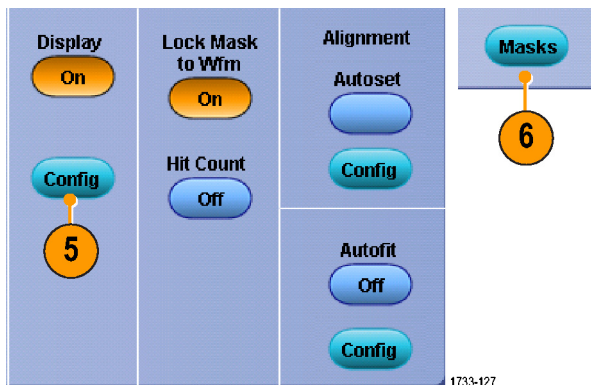 Display
On
Config
5
Lock Mask
to Wfm
On
Hit Count
Off
Alignment
Autoset
Config
Autofit
Off
Config
Masks
6
1733-127